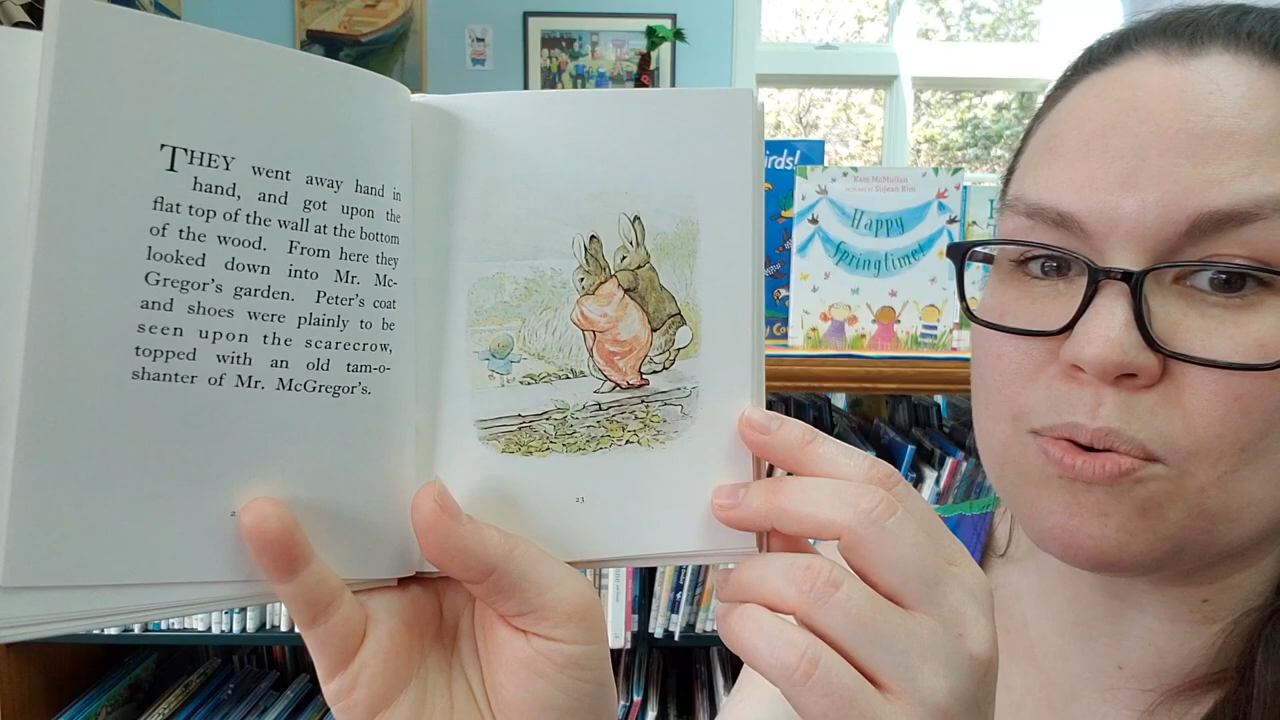 THEY went away hand in
hand, and got upon the
flat top of the wall at the bottom
of the wood. From here they
looked down into Mr. Mc-
Gregor's garden. Peter's coat
and shoes were plainly to be
seen upon the scarecrow,
topped with an old tam-o-
shanter of Mr. McGregor's.
23
irds!
Sujean Rim
Happy
Springtime!